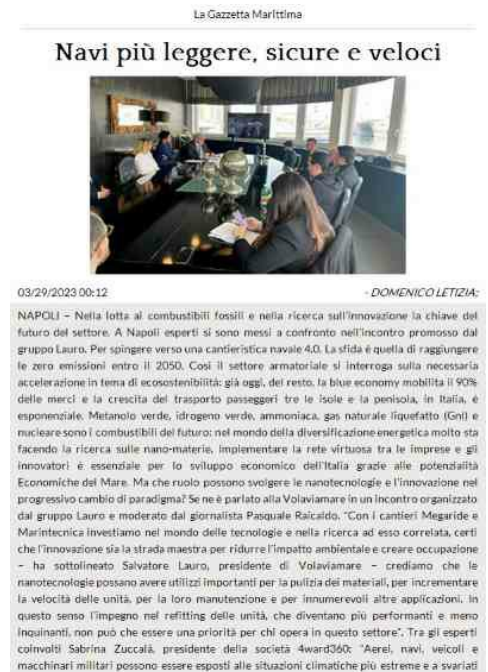 La Gazzetta Marittima
Navi più leggere, sicure e veloci
03/29/2023 00:12
- DOMENICO LETIZIA;
NAPOLI – Nella lotta ai combustibili fossili e nella ricerca sull'innovazione la chiave del
futuro del settore. A Napoli esperti si sono messi a confronto nell'incontro promosso dal
gruppo Lauro. Per spingere verso una cantieristica navale 4.0. La sfida è quella di raggiungere
le zero emissioni entro il 2050. Così il settore armatoriale si interroga sulla necessaria
accelerazione in tema di ecosostenibilità: già oggi, del resto, la blue economy mobilita il 90%
delle merci e la crescita del trasporto passeggeri tre le isole e la penisola, in Italia, è
esponenziale. Metanolo verde, idrogeno verde, ammoniaca, gas naturale liquefatto (Gnl) e
nucleare sono i combustibili del futuro: nel mondo della diversificazione energetica molto sta
facendo la ricerca sulle nano-materie. Implementare la rete virtuosa tra le imprese e gli
innovatori è essenziale per lo sviluppo economico dell'Italia grazie alle potenzialità
Economiche del Mare. Ma che ruolo possono svolgere le nanotecnologie e l'innovazione nel
progressivo cambio di paradigma? Se ne è parlato alla Volaviamare in un incontro organizzato
dal gruppo Lauro e moderato dal giornalista Pasquale Raicaldo. "Con i cantieri Megaride e
Marintecnica investiamo nel mondo delle tecnologie e nella ricerca ad esso correlata, certi
che l'innovazione sia la strada maestra per ridurre l'impatto ambientale e creare occupazione
– ha sottolineato Salvatore Lauro, presidente di Volaviamare – crediamo che le
nanotecnologie possano avere utilizzi importanti per la pulizia dei materiali, per incrementare
la velocità delle unità, per la loro manutenzione e per innumerevoli altre applicazioni. In
questo senso l'impegno nel refitting delle unità, che diventano più performanti e meno
inquinanti, non può che essere una priorità per chi opera in questo settore". Tra gli esperti
coinvolti Sabrina Zuccalà, presidente della società 4ward360: "Aerei, navi, veicoli e
macchinari militari possono essere esposti alle situazioni climatiche più estreme e a svariati